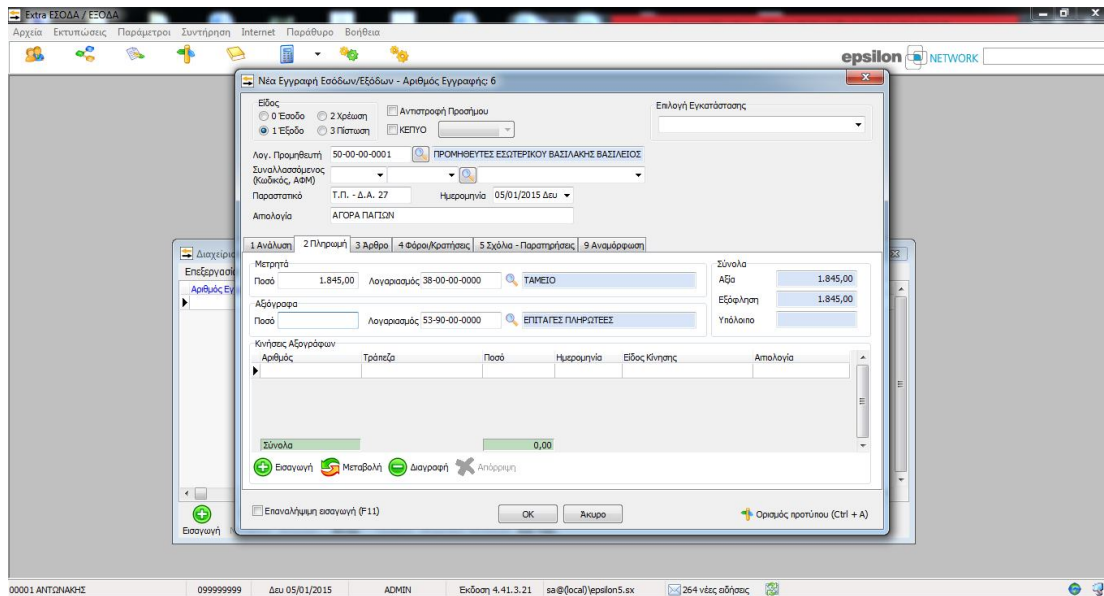 Extra ΕΣΟΔΑ / ΕΞΟΔΑ
Αρχεία Εκτυπώσεις Παράμετροι Συντήρηση Internet Παράθυρο Βοήθεια
epsilon NETWORK
Νέα Εγγραφή Εσόδων/Εξόδων - Αριθμός Εγγραφής: 6
Είδος
0 Έσοδο 2 Χρέωση Αντιστροφή Προσήμου Επιλογή Εγκατάστασης
1 Έξοδο 3 Πίστωση ΚΕΠΥΟ
Λογ. Προμηθευτή 50-00-00-0001 ΠΡΟΜΗΘΕΥΤΕΣ ΕΣΩΤΕΡΙΚΟΥ ΒΑΣΙΛΑΚΗΣ ΒΑΣΙΛΕΙΟΣ
Συναλλασσόμενος
(Κωδικός, ΑΦΜ)
Παραστατικό Τ.Π. - Δ.Α. 27 Ημερομηνία 05/01/2015 Δευ
Αιτιολογία ΑΓΟΡΑ ΠΑΓΙΩΝ
1 Ανάλυση 2 Πληρωμή 3 Άρθρο 4 Φόροι/Κρατήσεις 5 Σχόλια - Παρατηρήσεις 9 Αναμόρφωση
Μετρητά Σύνολα
Ποσό 1.845,00 Λογαριασμός 38-00-00-0000 ΤΑΜΕΙΟ Αξία 1.845,00
Εξόφληση 1.845,00
Αξιόγραφα
Ποσό Λογαριασμός 53-90-00-0000 ΕΠΙΤΑΓΕΣ ΠΛΗΡΩΤΕΕΣ Υπόλοιπο
Κινήσεις Αξιογράφων
Αριθμός Τράπεζα Ποσό Ημερομηνία Είδος Κίνησης Αιτιολογία
Σύνολα 0,00
Εισαγωγή Μεταβολή Διαγραφή Απόρριψη
Επαναλήψιμη εισαγωγή (F11) OK Άκυρο Ορισμός προτύπου (Ctrl + A)
Εισαγωγή
00001 ΑΝΤΩΝΑΚΗΣ 099999999 Δευ 05/01/2015 ADMIN Έκδοση 4.41.3.21 sa@(local)\epsilon5.sx 264 νέες ειδήσεις